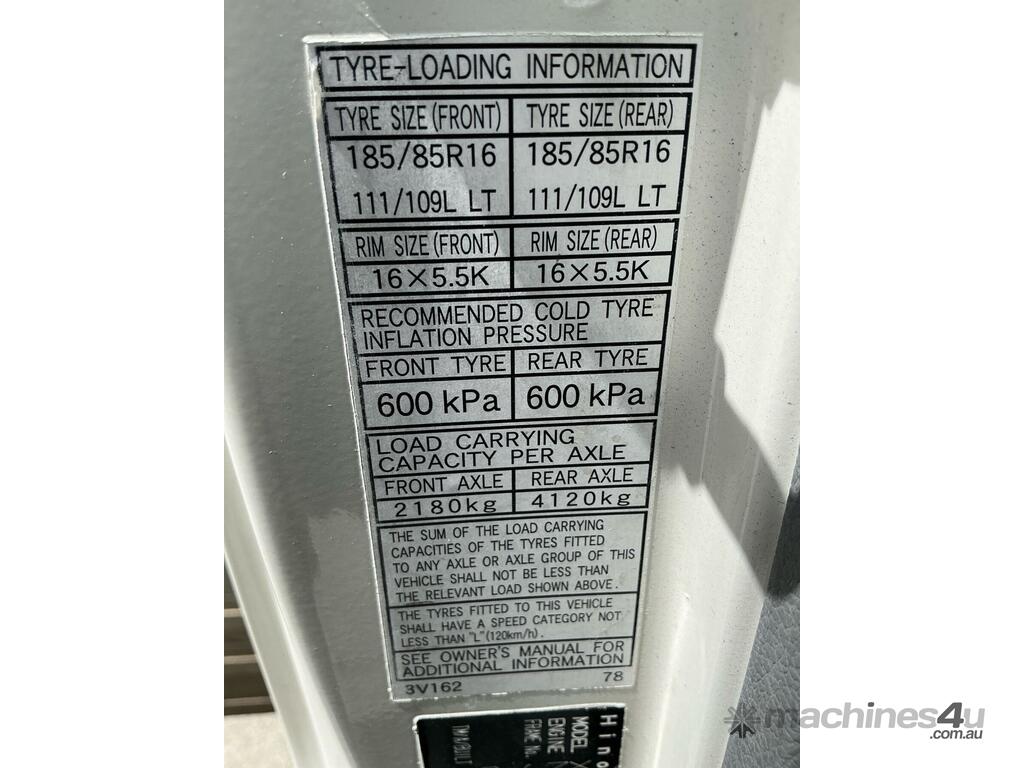 TYRE-LOADING INFORMATION
TYRE SIZE (FRONT) TYRE SIZE (REAR)
185/85R16 185/85R16
111/109L LT 111/109L LT
RIM SIZE (FRONT) RIM SIZE (REAR)
16×5.5K 16×5.5K
RECOMMENDED COLD TYRE
INFLATION PRESSURE
FRONT TYRE REAR TYRE
600 kPa 600 kPa
LOAD CARRYING
CAPACITY PER AXLE
FRONT AXLE REAR AXLE
2180kg 4120kg
THE SUM OF THE LOAD CARRYING
CAPACITIES OF THE TYRES FITTED
TO ANY AXLE OR AXLE GROUP OF THIS
VEHICLE SHALL NOT BE LESS THAN
THE RELEVANT LOAD SHOWN ABOVE.
THE TYRES FITTED TO THIS VEHICLE
SHALL HAVE A SPEED CATEGORY NOT
LESS THAN "L"(120km/h).
SEE OWNER'S MANUAL FOR
ADDITIONAL INFORMATION
3V162 78
Hino
MODEL
ENGINE
FRAME No.
machines4u
.com.au